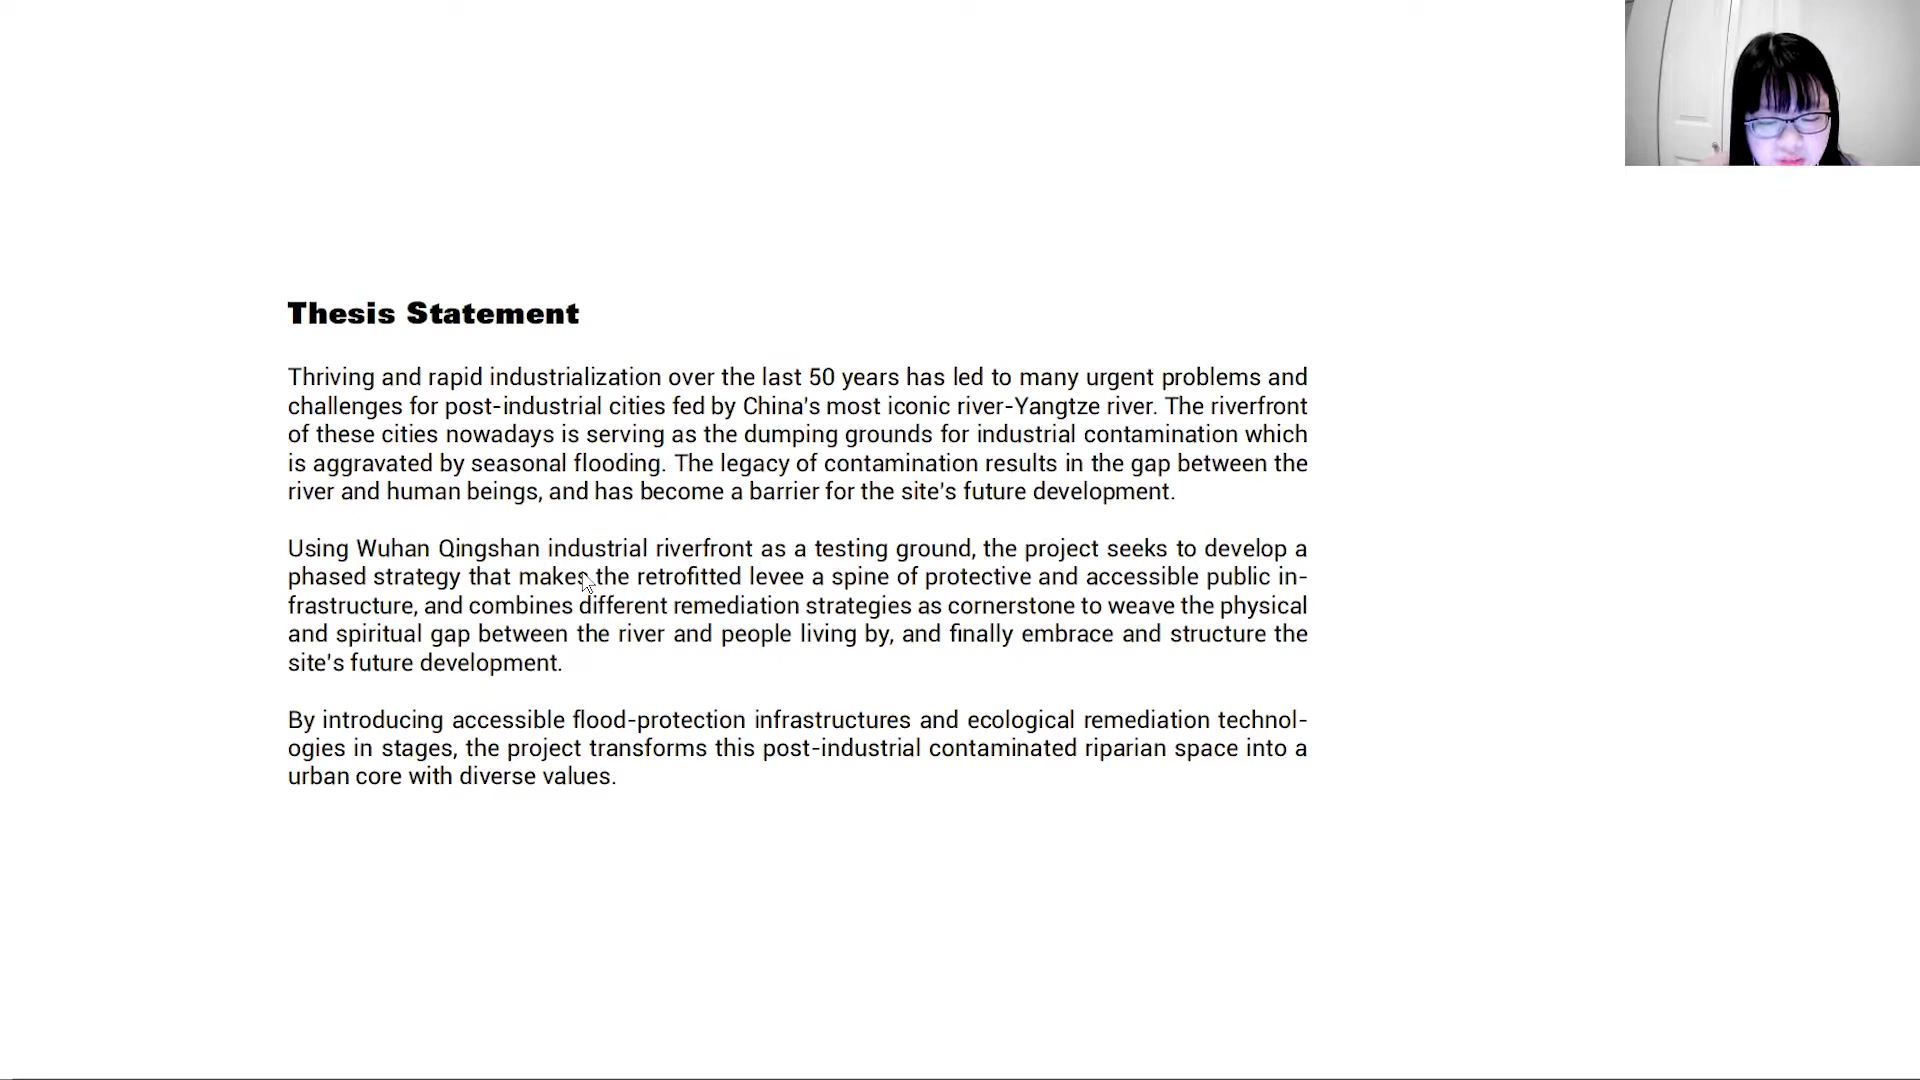 Thesis Statement
Thriving and rapid industrialization over the last 50 years has led to many urgent problems and
challenges for post-industrial cities fed by China's most iconic river-Yangtze river. The riverfront
of these cities nowadays is serving as the dumping grounds for industrial contamination which
is aggravated by seasonal flooding. The legacy of contamination results in the gap between the
river and human beings, and has become a barrier for the site's future development.
Using Wuhan Qingshan industrial riverfront as a testing ground, the project seeks to develop a
phased strategy that makes the retrofitted levee a spine of protective and accessible public in-
frastructure, and combines different remediation strategies as cornerstone to weave the physical
and spiritual gap between the river and people living by, and finally embrace and structure the
site's future development.
By introducing accessible flood-protection infrastructures and ecological remediation technol-
ogies in stages, the project transforms this post-industrial contaminated riparian space into a
urban core with diverse values.